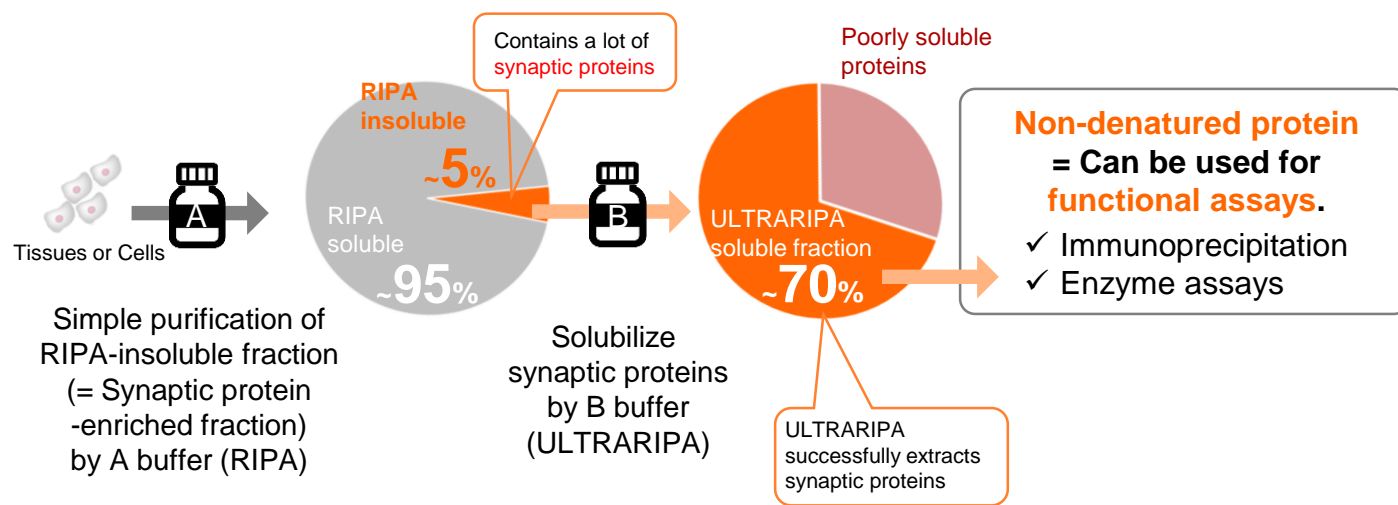 Contains a lot of
synaptic proteins
Poorly soluble
proteins
RIPA
insoluble
~5%
RIPA
soluble
~95%
A
Tissues or Cells
B
ULTRARIPA
soluble fraction
~70%
Non-denatured protein
= Can be used for
functional assays.
✓ Immunoprecipitation
✓ Enzyme assays
Simple purification of
RIPA-insoluble fraction
(= Synaptic protein
-enriched fraction)
by A buffer (RIPA)
Solubilize
synaptic proteins
by B buffer
(ULTRARIPA)
ULTRARIPA
successfully extracts
synaptic proteins